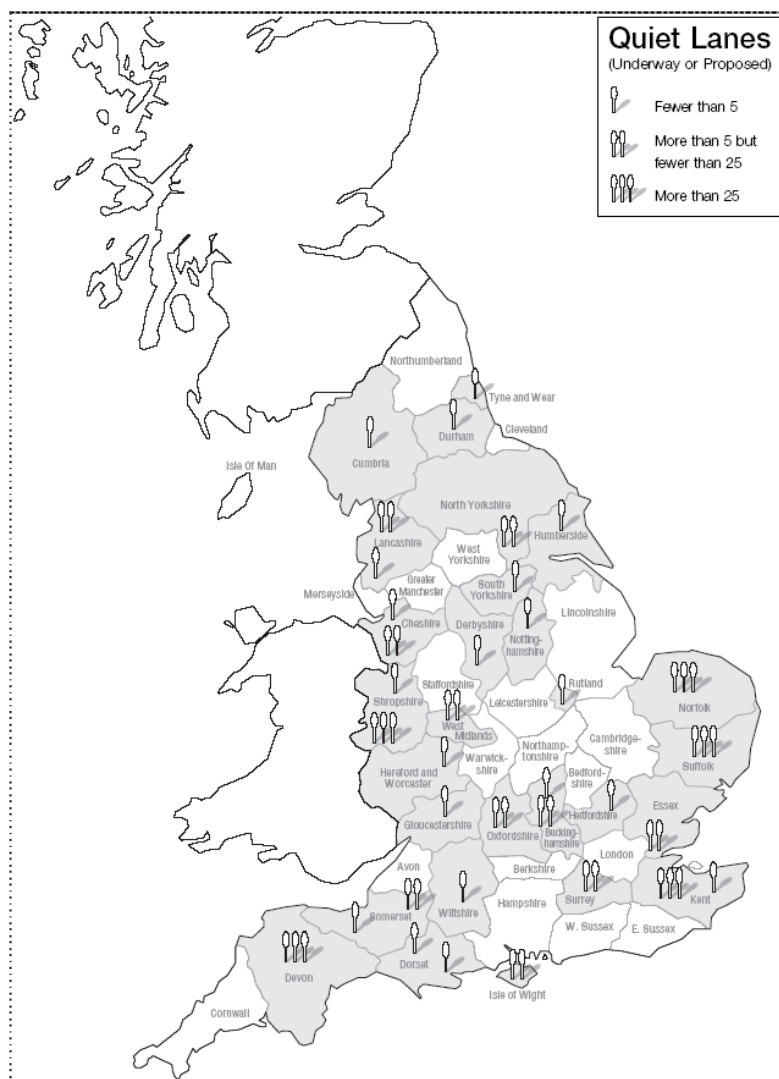 Quiet Lanes
(Underway or Proposed)
Fewer than 5
More than 5 but
fewer than 25
More than 25
Northumberland
Tyne and Wear
Durham
Cleveland
Cumbria
Isle Of Man
North Yorkshire
Lancashire
Humberside
West
Yorkshire
Merseyside
Greater
Manchester
South
Yorkshire
Lincolnshire
Cheshire
Derbyshire
Notting-
hamshire
Shropshire
Staffordshire
Rutland
Leicestershire
Norfolk
West
Midlands
Warwick-
shire
Northamp-
tonshire
Cambridge-
shire
Suffolk
Hereford and
Worcester
Bedford-
shire
Gloucestershire
Oxfordshire
Bucking-
hamshire
Hertfordshire
Essex
Avon
Berkshire
London
Somerset
Wiltshire
Hampshire
Surrey
Kent
W. Sussex
E. Sussex
Devon
Dorset
Isle of Wight
Cornwall